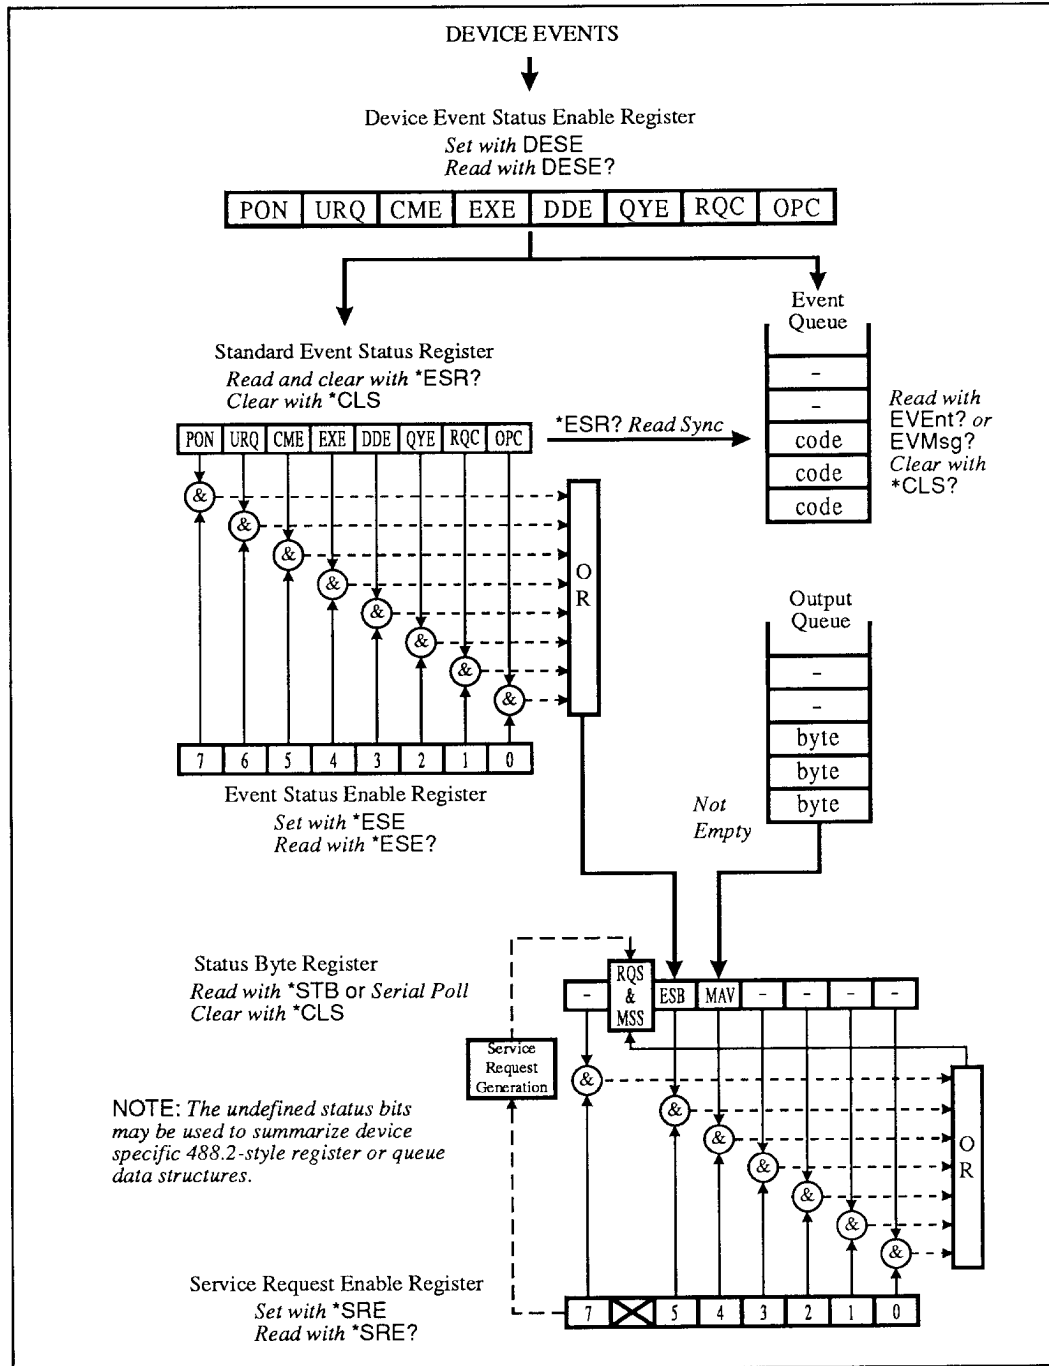 DEVICE EVENTS
Device Event Status Enable Register
Set with DESE
Read with DESE?
PON URQ CME EXE DDE QYE RQC OPC
Event
Queue
-
-
code
code
code
Read with
EVEnt? or
EVMsg?
Clear with
*CLS?
Standard Event Status Register
Read and clear with *ESR?
Clear with *CLS
PON URQ CME EXE DDE QYE RQC OPC
*ESR? Read Sync
&
&
&
&
&
&
&
&
O
R
7 6 5 4 3 2 1 0
Event Status Enable Register
Set with *ESE
Read with *ESE?
Output
Queue
-
-
byte
byte
byte
Not
Empty
Status Byte Register
Read with *STB or Serial Poll
Clear with *CLS
- RQS & MSS ESB MAV - - - -
Service
Request
Generation
&
&
&
&
&
&
&
O
R
NOTE: The undefined status bits
may be used to summarize device
specific 488.2-style register or queue
data structures.
Service Request Enable Register
Set with *SRE
Read with *SRE?
7 5 4 3 2 1 0